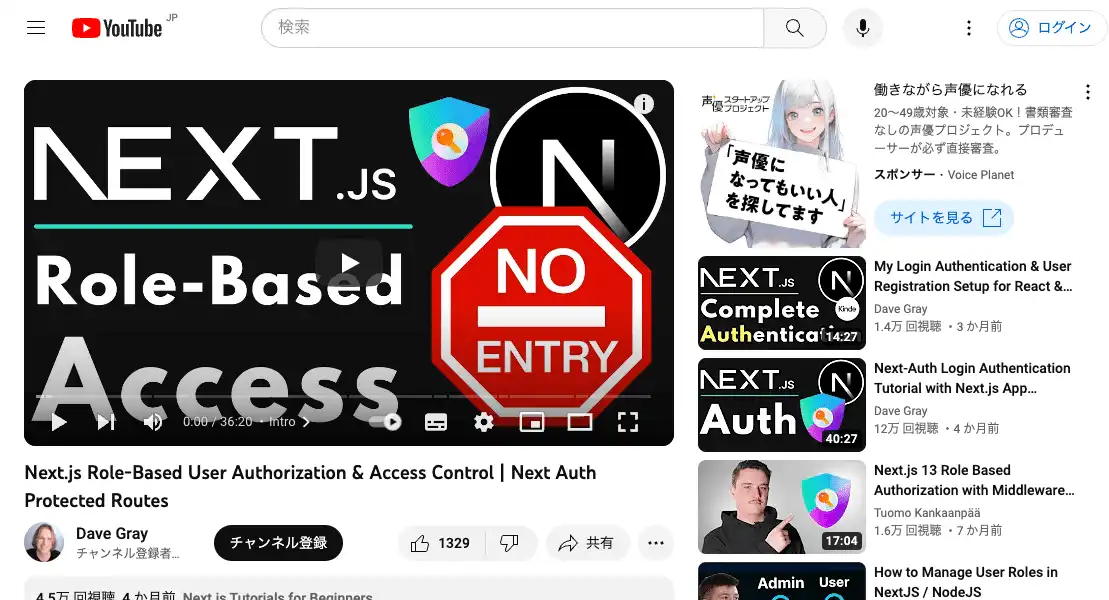 YouTube JP
検索
ログイン
NEXT.JS
Role-Based
Access
N
NO
ENTRY
0:00 / 36:20 • Intro
Next.js Role-Based User Authorization & Access Control | Next Auth
Protected Routes
Dave Gray
チャンネル登録者...
チャンネル登録
1329
共有
4.5万 回視聴 4 か月前 Next.js Tutorials for Beginners
声優スタートアッププロジェクト
「声優に
なってもいい人」
を探してます
働きながら声優になれる
20～49歳対象・未経験OK！書類審査
なしの声優プロジェクト。プロデュ
ーサーが必ず直接審査。
スポンサー・Voice Planet
サイトを見る
NEXT.JS
N
Complete
Kinde
Authentication
14:27
My Login Authentication & User
Registration Setup for React &...
Dave Gray
1.4万 回視聴・3 か月前
NEXT.JS
N
Auth
40:27
Next-Auth Login Authentication
Tutorial with Next.js App...
Dave Gray
12万 回視聴・4 か月前
17:04
Next.js 13 Role Based
Authorization with Middleware...
Tuomo Kankaanpää
1.6万 回視聴・7 か月前
Admin User
How to Manage User Roles in
NextJS / NodeJS